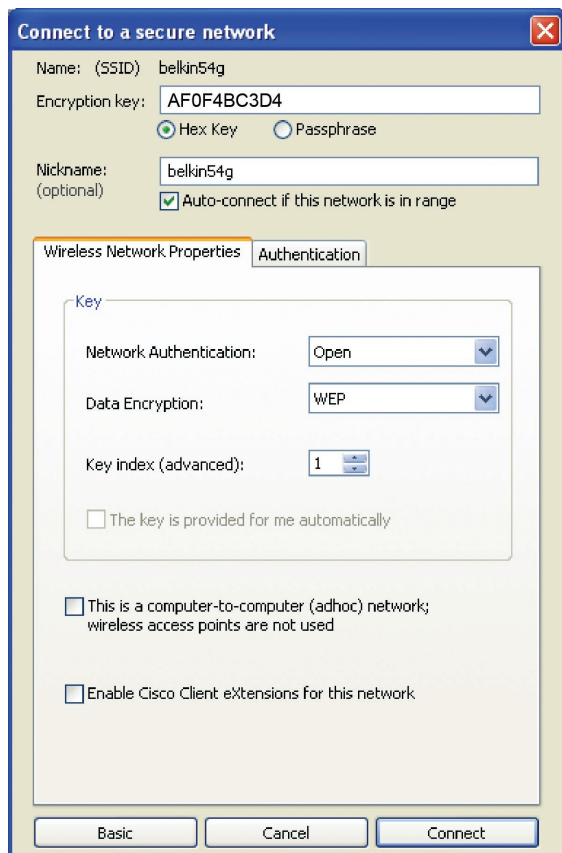 Connect to a secure network
Name: (SSID) belkin54g
Encryption key: AF0F4BC3D4
Hex Key Passphrase
Nickname: belkin54g
(optional)
Auto-connect if this network is in range
Wireless Network Properties Authentication
Key
Network Authentication: Open
Data Encryption: WEP
Key index (advanced): 1
The key is provided for me automatically
This is a computer-to-computer (adhoc) network;
wireless access points are not used
Enable Cisco Client eXtensions for this network
Basic Cancel Connect